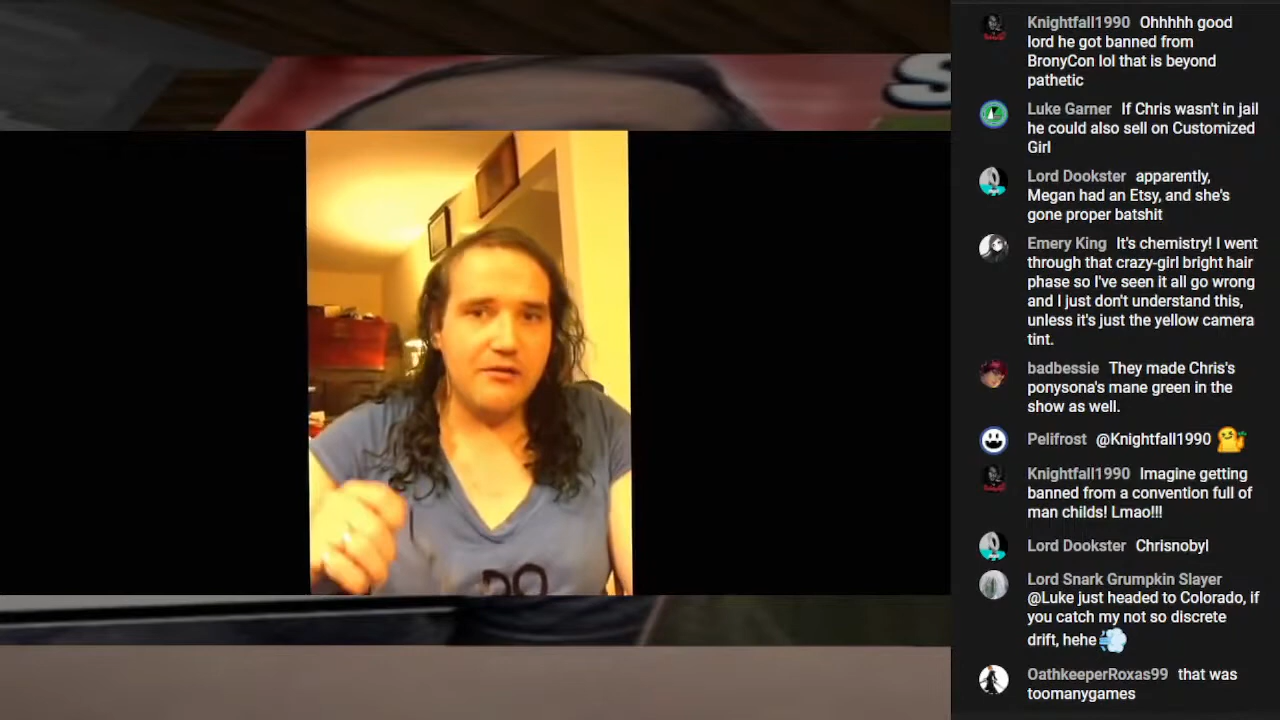 Knightfall1990 Ohhhhh good
lord he got banned from
BronyCon lol that is beyond
pathetic
Luke Garner If Chris wasn't in jail
he could also sell on Customized
Girl
Lord Dookster apparently,
Megan had an Etsy, and she's
gone proper batshit
Emery King It's chemistry! I went
through that crazy-girl bright hair
phase so I've seen it all go wrong
and I just don't understand this,
unless it's just the yellow camera
tint.
badbessie They made Chris's
ponysona's mane green in the
show as well.
Pelifrost @Knightfall1990
Knightfall1990 Imagine getting
banned from a convention full of
man childs! Lmao!!!
Lord Dookster Chrisnobyl
Lord Snark Grumpkin Slayer
@Luke just headed to Colorado, if
you catch my not so discrete
drift, hehe
OathkeeperRoxas99 that was
toomanygames